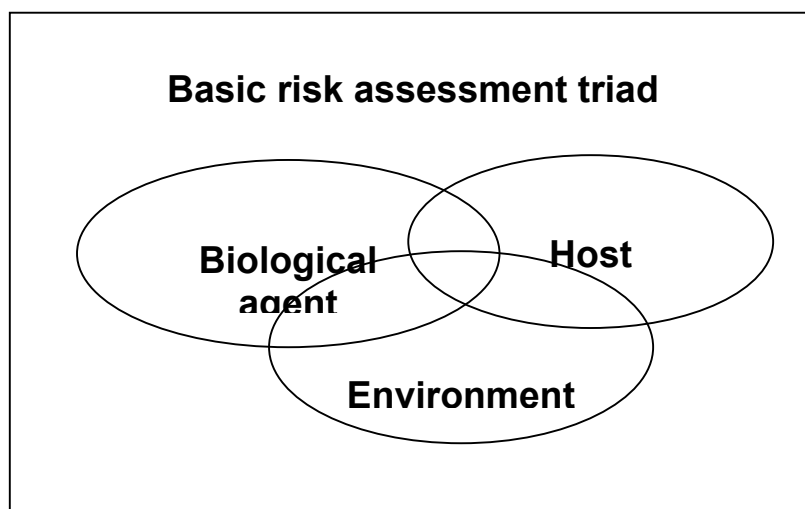 Basic risk assessment triad
Biological
agent
Host
Environment